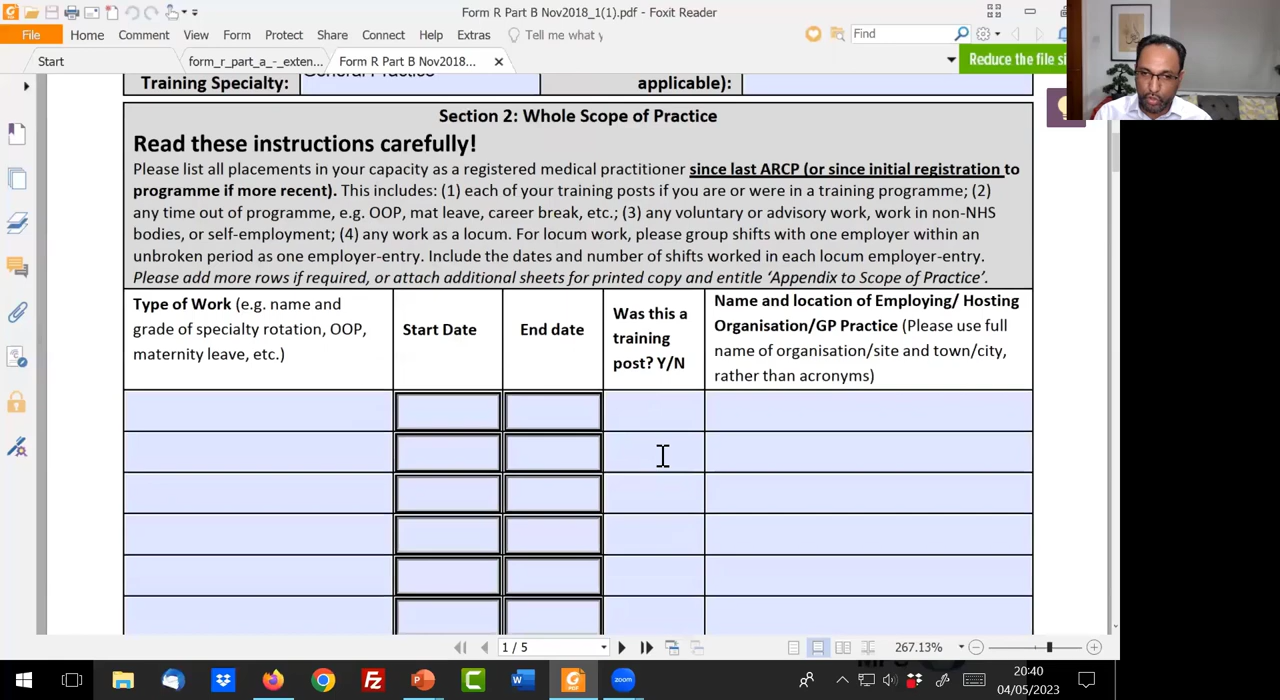 Form R Part B Nov2018_1(1).pdf - Foxit Reader
File Home Comment View Form Protect Share Connect Help Extras Tell me what y Find
Start form_r_part_a_-_exten... Form R Part B Nov2018... Reduce the file si
Training Specialty: General Practice applicable):
Section 2: Whole Scope of Practice
Read these instructions carefully!
Please list all placements in your capacity as a registered medical practitioner since last ARCP (or since initial registration to
programme if more recent). This includes: (1) each of your training posts if you are or were in a training programme; (2)
any time out of programme, e.g. OOP, mat leave, career break, etc.; (3) any voluntary or advisory work, work in non-NHS
bodies, or self-employment; (4) any work as a locum. For locum work, please group shifts with one employer within an
unbroken period as one employer-entry. Include the dates and number of shifts worked in each locum employer-entry.
Please add more rows if required, or attach additional sheets for printed copy and entitle ‘Appendix to Scope of Practice’.
Type of Work (e.g. name and
grade of specialty rotation, OOP,
maternity leave, etc.)
Start Date
End date
Was this a
training
post? Y/N
Name and location of Employing/ Hosting
Organisation/GP Practice (Please use full
name of organisation/site and town/city,
rather than acronyms)
1 / 5 267.13%
zoom
20:40
04/05/2023